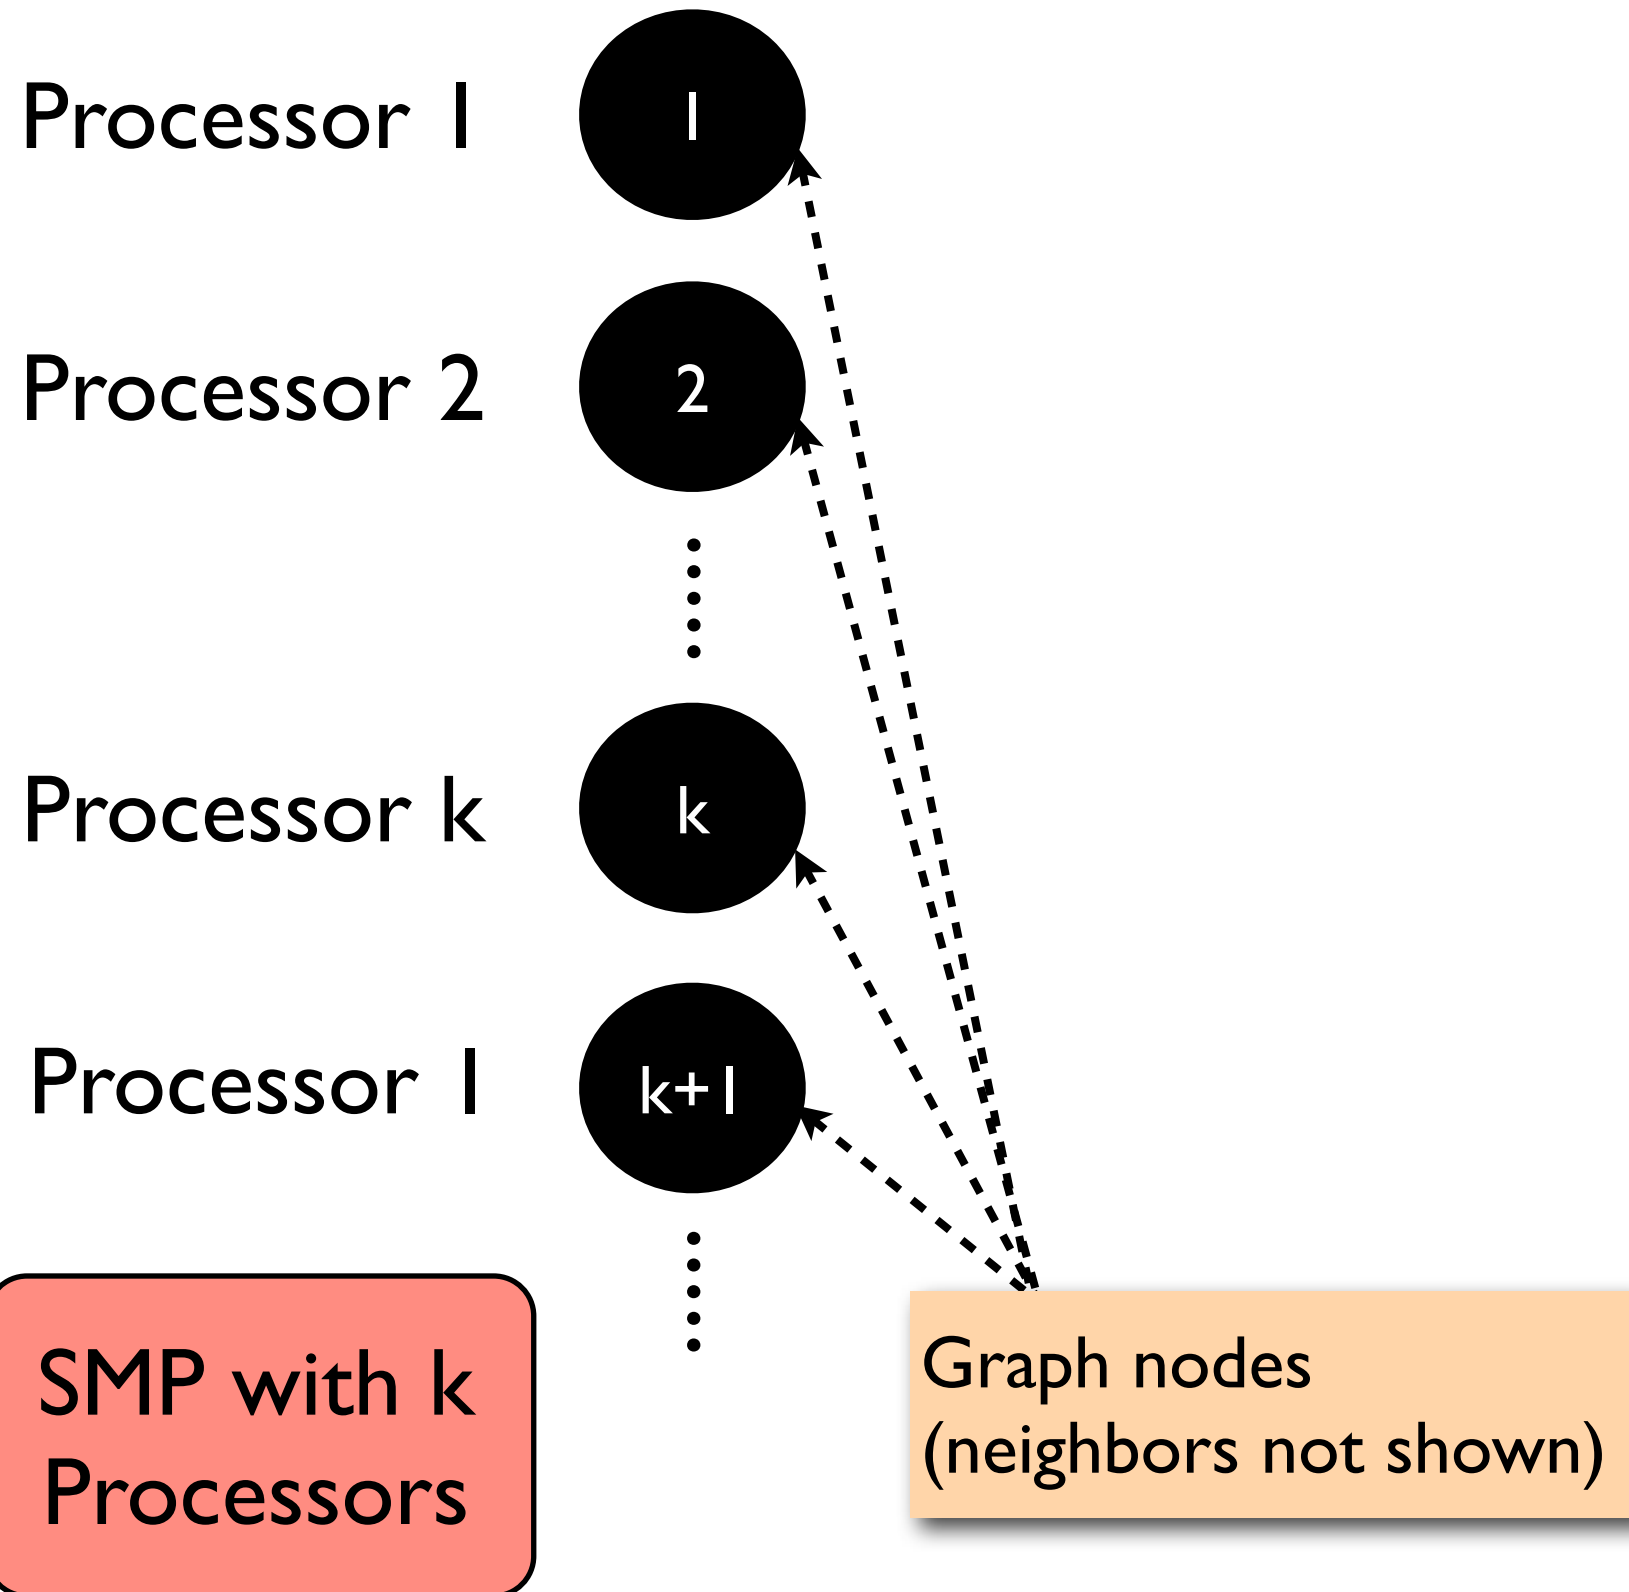 Processor 1
1
Processor 2
2
Processor k
k
Processor 1
k+1
SMP with k
Processors
Graph nodes
(neighbors not shown)